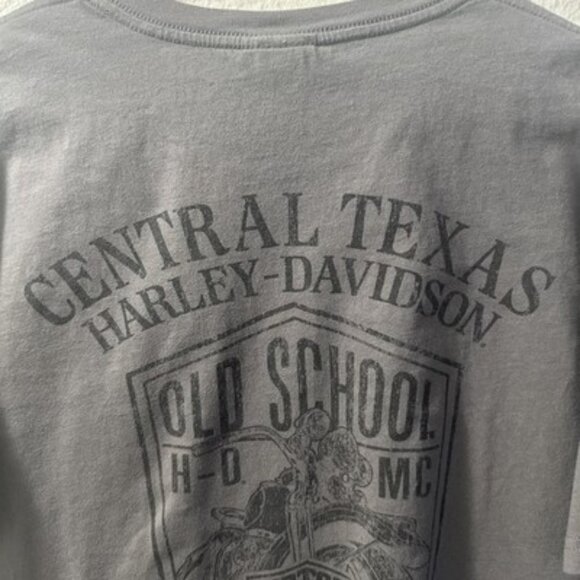 CENTRAL TEXAS
HARLEY-DAVIDSON
OLD SCHOOL
H-D MC